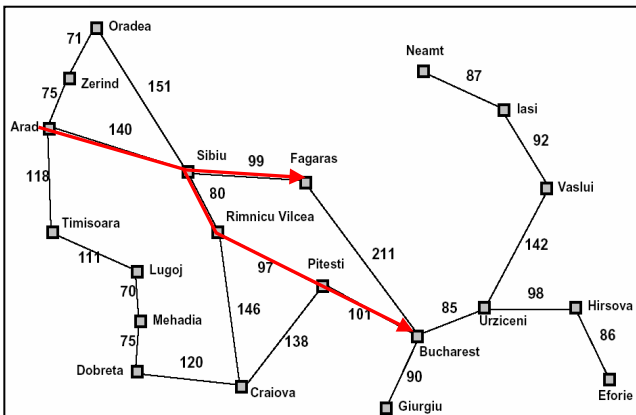 Oradea
71
Neamt
Zerind
87
151
75
Iasi
Arad
140
92
Sibiu
99
Fagaras
118
80
Vaslui
Rimnicu Vilcea
Timisoara
211
142
111
97
Pitesti
Lugoj
70
98
Hirsova
146
85
101
Mehadia
Urziceni
75
138
86
Bucharest
120
Dobreta
90
Eforie
Craiova
Giurgiu